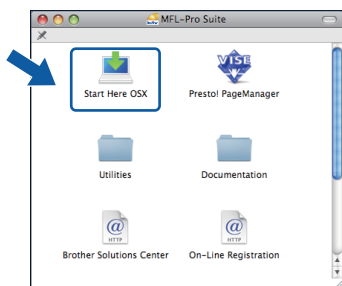 MFL-Pro Suite
VISE
Start Here OSX
Presto! PageManager
Utilities
Documentation
@
HTTP
@
HTTP
Brother Solutions Center
On-Line Registration